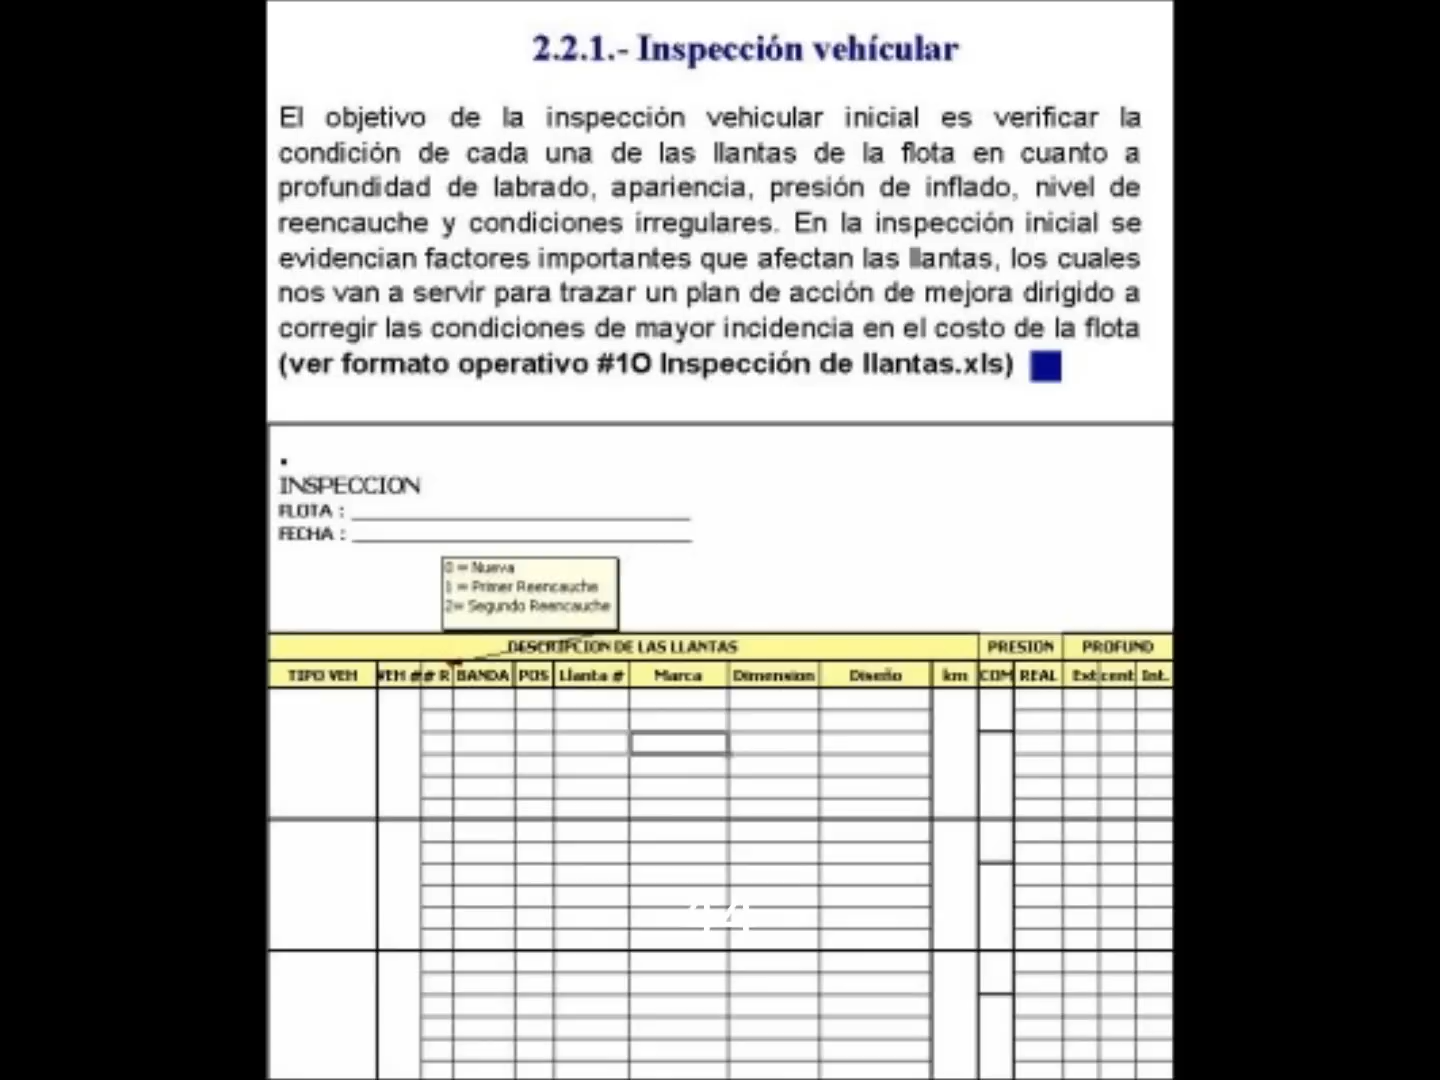 2.2.1.- Inspección vehícular
El objetivo de la inspección vehicular inicial es verificar la
condición de cada una de las llantas de la flota en cuanto a
profundidad de labrado, apariencia, presión de inflado, nivel de
reencauche y condiciones irregulares. En la inspección inicial se
evidencian factores importantes que afectan las llantas, los cuales
nos van a servir para trazar un plan de acción de mejora dirigido a
corregir las condiciones de mayor incidencia en el costo de la flota
(ver formato operativo #1O Inspección de llantas.xls)
INSPECCION
FLOTA :
FECHA :
0 = Nueva
1 = Primer Reencauche
2= Segundo Reencauche
DESCRIPCION DE LAS LLANTAS PRESION PROFUND
TIPO VEH VEH # # R BANDA POS Llanta # Marca Dimension Diseño km COM REAL Ext cent Int.
44